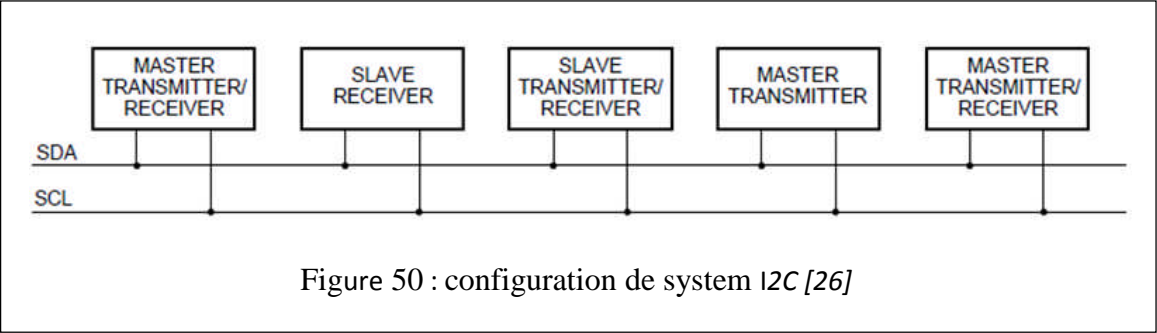 MASTER
TRANSMITTER/
RECEIVER
SLAVE
RECEIVER
SLAVE
TRANSMITTER/
RECEIVER
MASTER
TRANSMITTER
MASTER
TRANSMITTER/
RECEIVER
SDA
SCL
Figure 50 : configuration de system I2C [26]